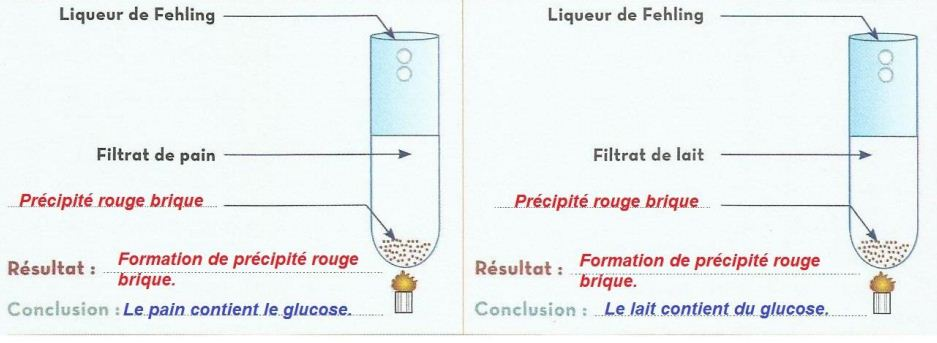 Liqueur de Fehling
Filtrat de pain
Précipité rouge brique
Résultat : Formation de précipité rouge
brique.
Conclusion : Le pain contient le glucose.
Liqueur de Fehling
Filtrat de lait
Précipité rouge brique
Résultat : Formation de précipité rouge
brique.
Conclusion : Le lait contient du glucose.